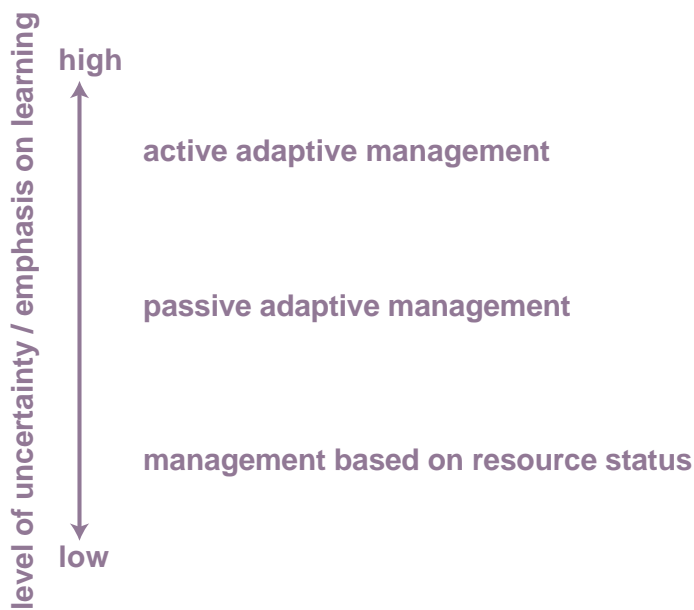 level of uncertainty / emphasis on learning
high
active adaptive management
passive adaptive management
management based on resource status
low